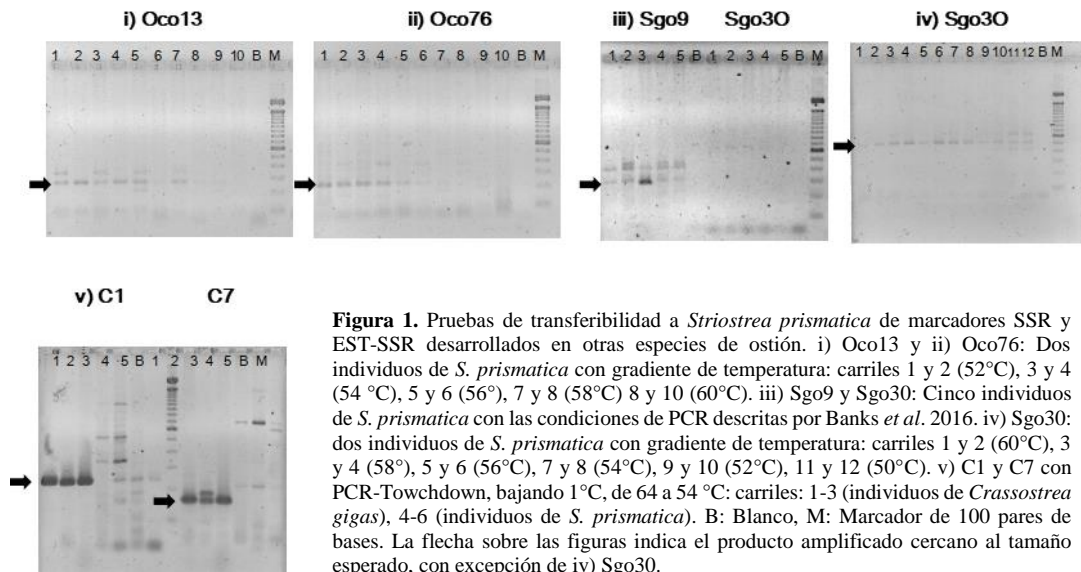 i) Oco13
ii) Oco76
iii) Sgo9 Sgo3O
iv) Sgo3O
1 2 3 4 5 6 7 8 9 10 B M
1 2 3 4 5 6 7 8 9 10 B M
1 2 3 4 5 B 1 2 3 4 5 B M
1 2 3 4 5 6 7 8 9 10 11 12 B M
v) C1 C7
1 2 3 4 5 B 1 2 3 4 5 B M
Figura 1. Pruebas de transferibilidad a Striostrea prismatica de marcadores SSR y
EST-SSR desarrollados en otras especies de ostión. i) Oco13 y ii) Oco76: Dos
individuos de S. prismatica con gradiente de temperatura: carriles 1 y 2 (52°C), 3 y 4
(54 °C), 5 y 6 (56°), 7 y 8 (58°C) 8 y 10 (60°C). iii) Sgo9 y Sgo30: Cinco individuos
de S. prismatica con las condiciones de PCR descritas por Banks et al. 2016. iv) Sgo30:
dos individuos de S. prismatica con gradiente de temperatura: carriles 1 y 2 (60°C), 3
y 4 (58°), 5 y 6 (56°C), 7 y 8 (54°C), 9 y 10 (52°C), 11 y 12 (50°C). v) C1 y C7 con
PCR-Towchdown, bajando 1°C, de 64 a 54 °C: carriles: 1-3 (individuos de Crassostrea
gigas), 4-6 (individuos de S. prismatica). B: Blanco, M: Marcador de 100 pares de
bases. La flecha sobre las figuras indica el producto amplificado cercano al tamaño
esperado, con excepción de iv) Sgo30.